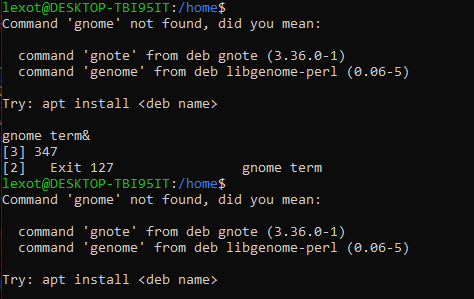 lexot@DESKTOP-TBI95IT:/home$
Command 'gnome' not found, did you mean:
command 'gnote' from deb gnote (3.36.0-1)
command 'genome' from deb libgenome-perl (0.06-5)
Try: apt install <deb name>
gnome term&
[3] 347
[2]   Exit 127                gnome term
lexot@DESKTOP-TBI95IT:/home$
Command 'gnome' not found, did you mean:
command 'gnote' from deb gnote (3.36.0-1)
command 'genome' from deb libgenome-perl (0.06-5)
Try: apt install <deb name>